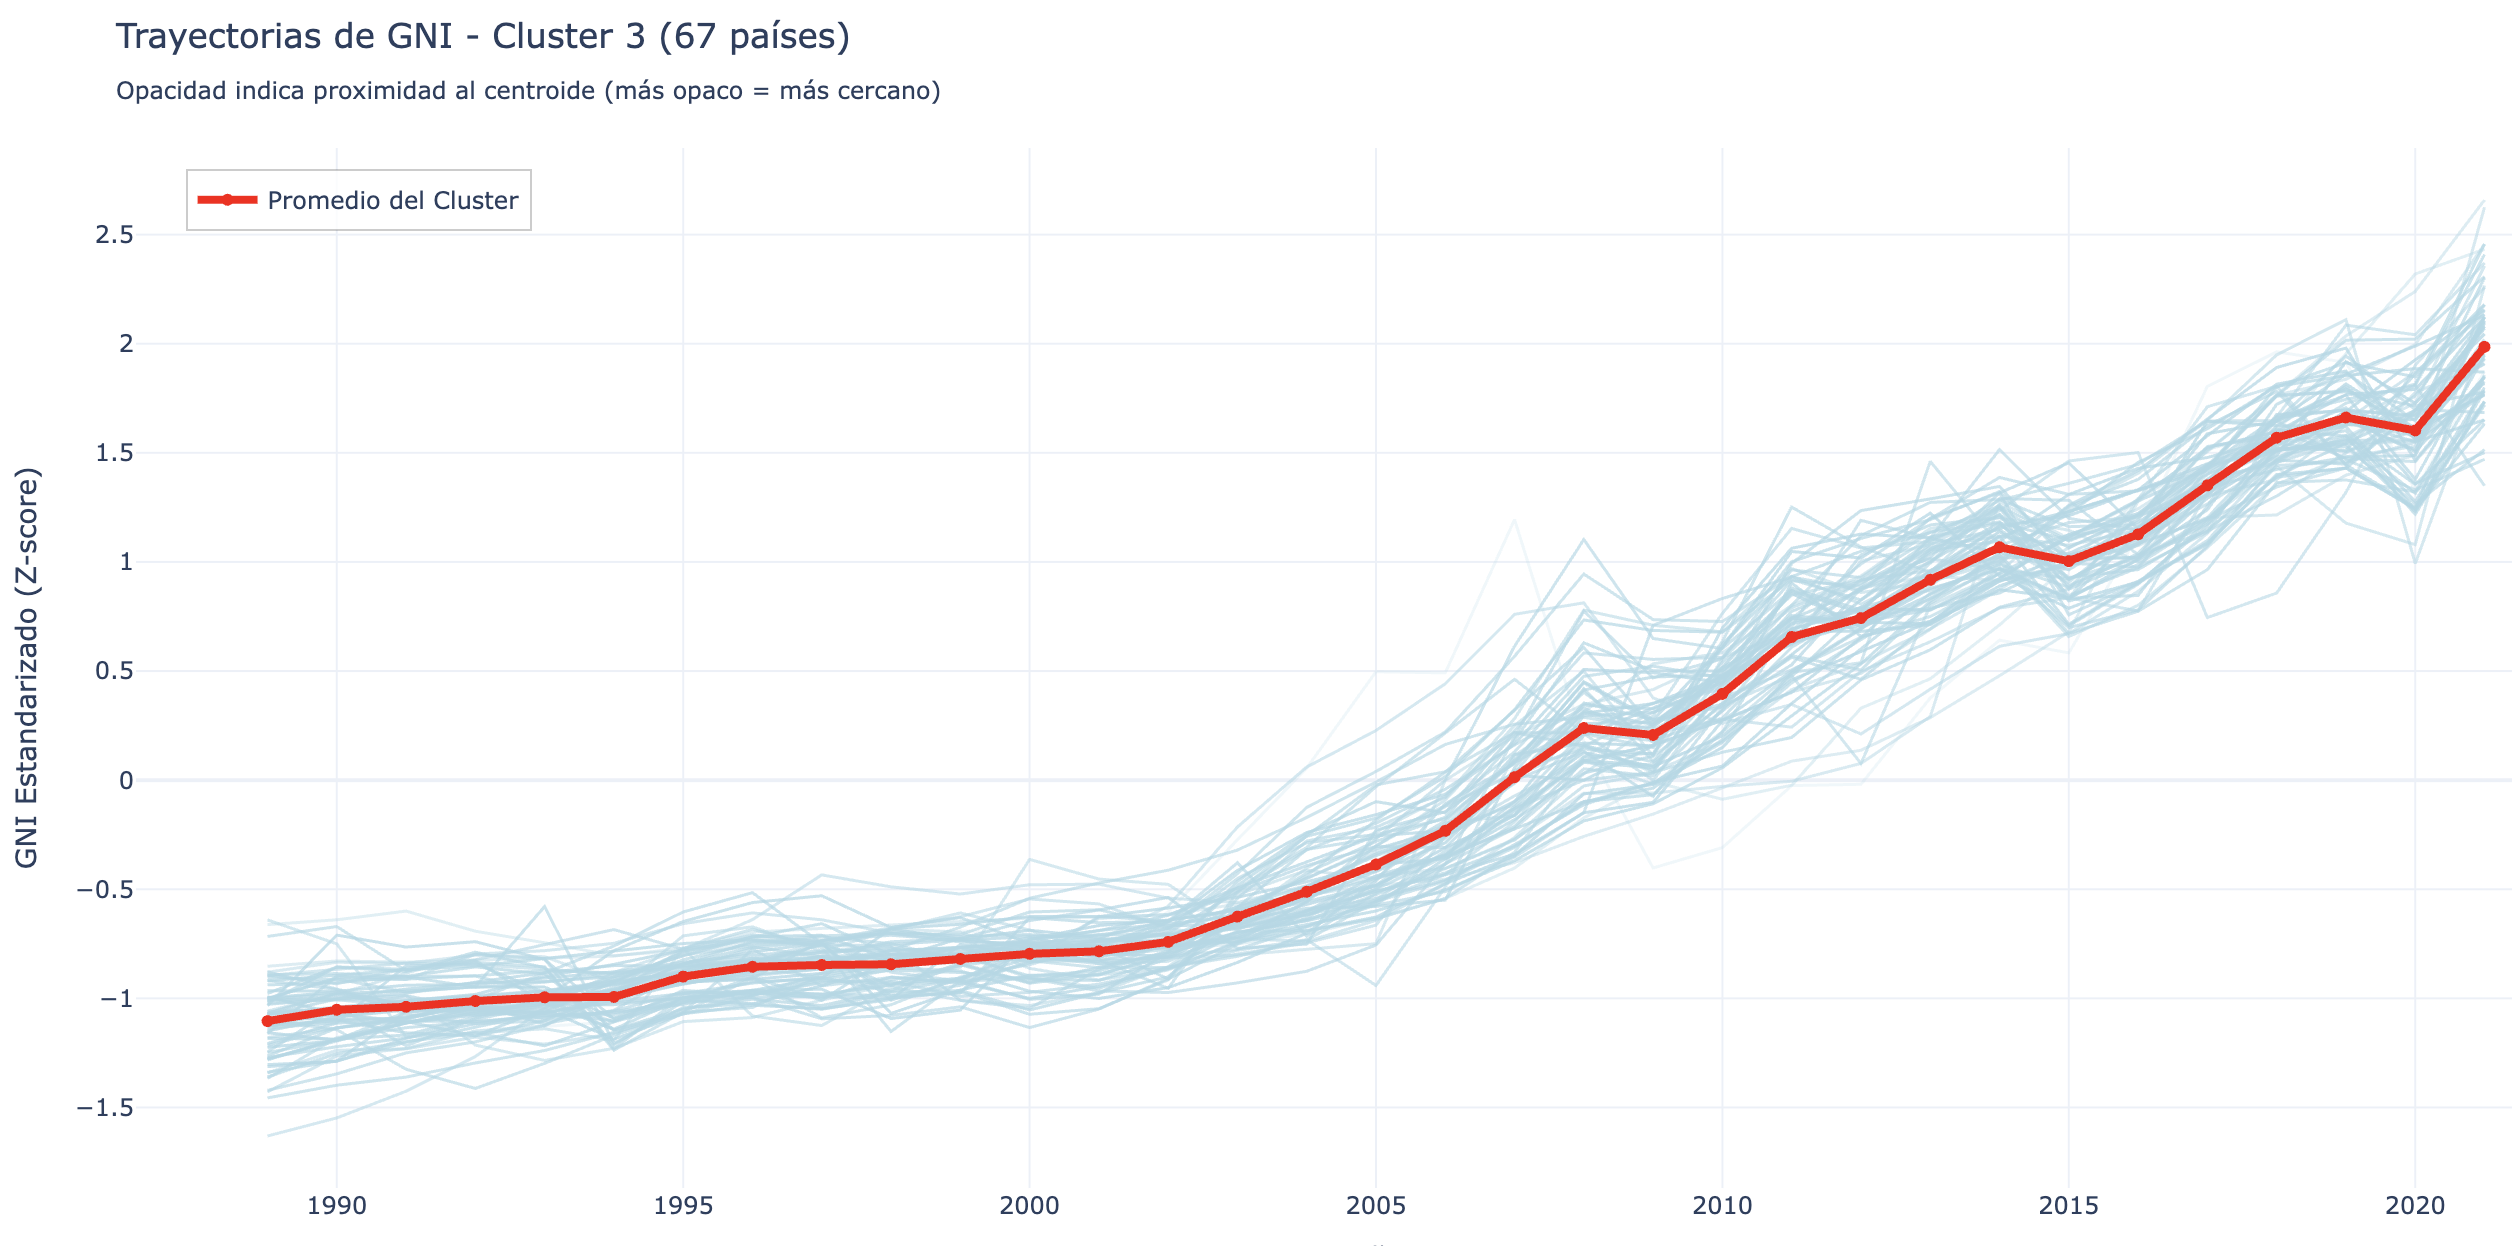 Trayectorias de GNI - Cluster 3 (67 países)
Opacidad indica proximidad al centroide (más opaco = más cercano)
Promedio del Cluster
GNI Estandarizado (Z-score)
2.5
2
1.5
1
0.5
0
−0.5
−1
−1.5
1990 1995 2000 2005 2010 2015 2020